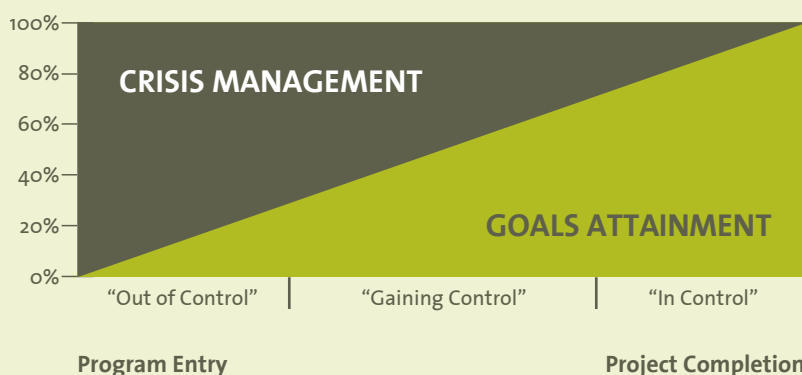 100%
80%
60%
40%
20%
0%
CRISIS MANAGEMENT
GOALS ATTAINMENT
“Out of Control”
“Gaining Control”
“In Control”
Program Entry
Project Completion